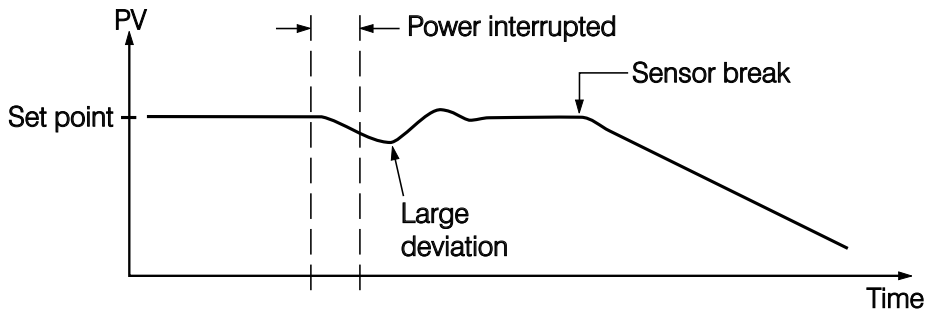 PV
Power interrupted
Sensor break
Set point
Large
deviation
Time